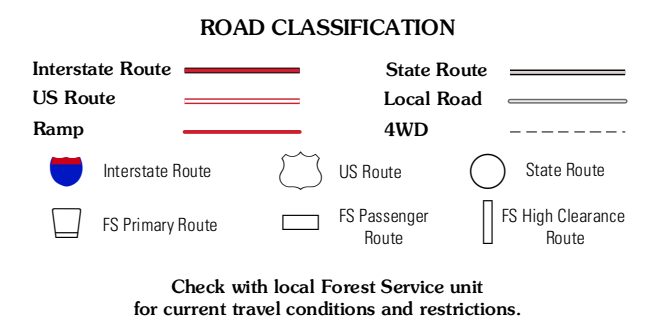 ROAD CLASSIFICATION
Interstate Route
State Route
US Route
Local Road
Ramp
4WD
Interstate Route
US Route
State Route
FS Primary Route
FS Passenger
Route
FS High Clearance
Route
Check with local Forest Service unit
for current travel conditions and restrictions.